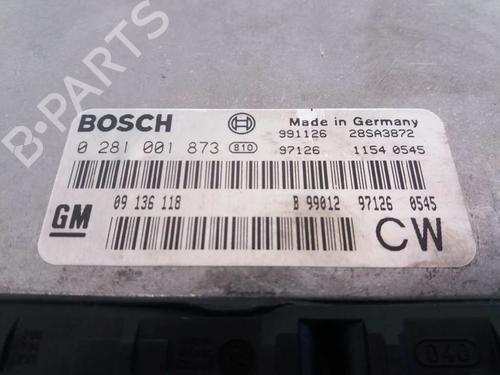 B-PARTS
BOSCH
Made in Germany
0 281 001 873 810
991126 28SA3872
97126 1154 0545
GM
09 136 118
B 99012 97126 0545
CW
04G